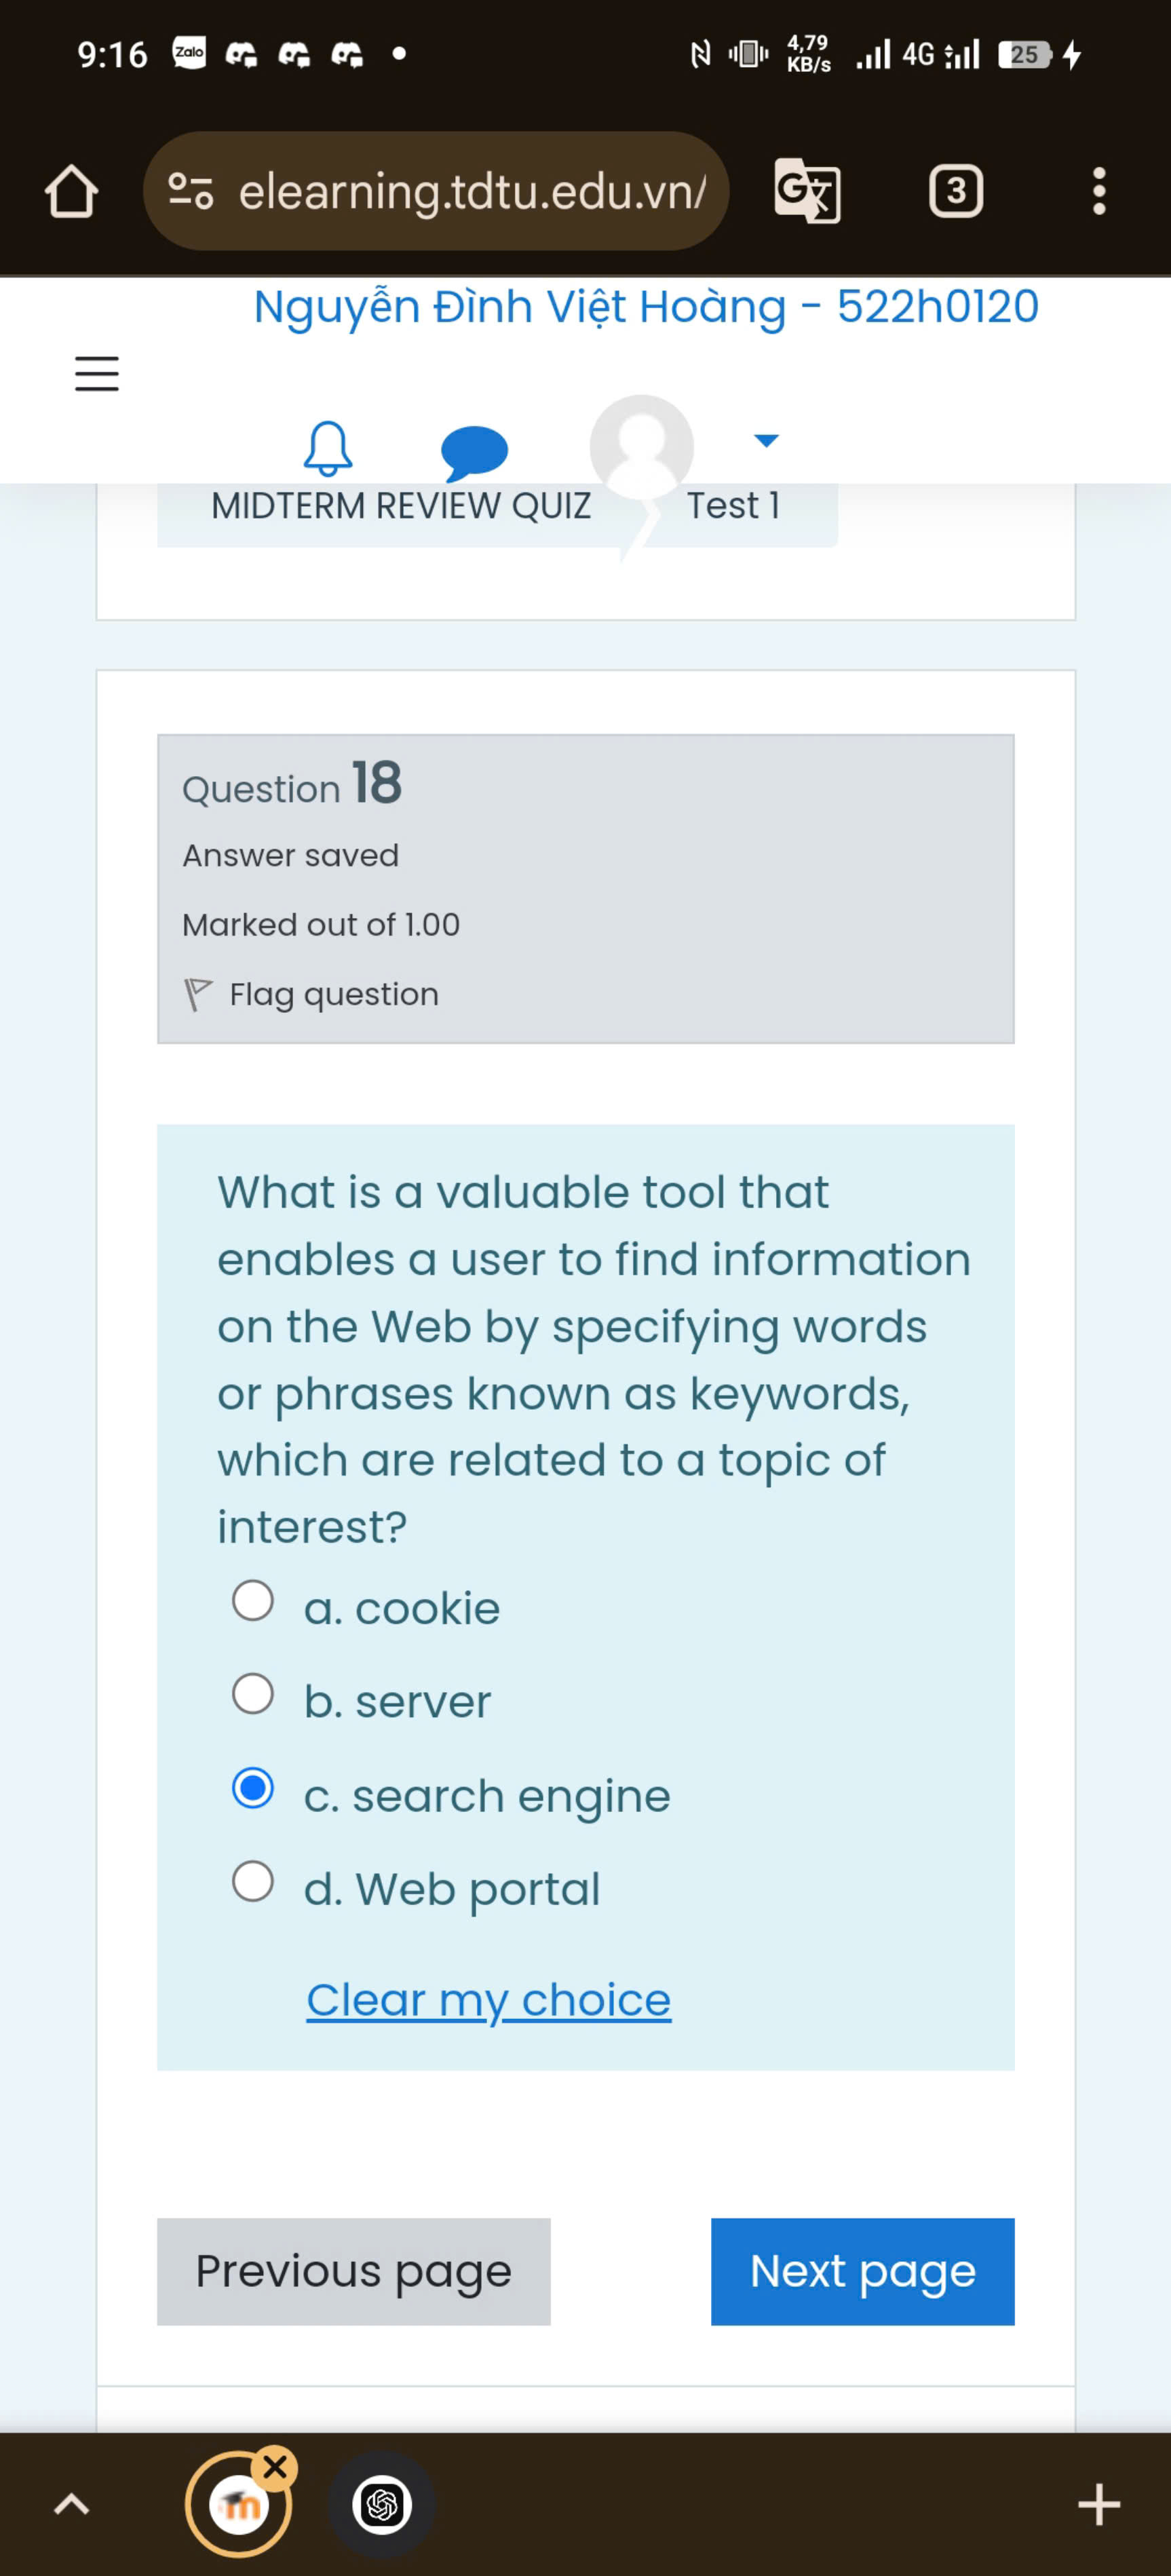 9:16 Zalo 4,79 KB/s 4G 25
elearning.tdtu.edu.vn/ 3
Nguyễn Đình Việt Hoàng - 522h0120
MIDTERM REVIEW QUIZ Test 1
Question 18
Answer saved
Marked out of 1.00
Flag question
What is a valuable tool that
enables a user to find information
on the Web by specifying words
or phrases known as keywords,
which are related to a topic of
interest?
a. cookie
b. server
c. search engine
d. Web portal
Clear my choice
Previous page Next page